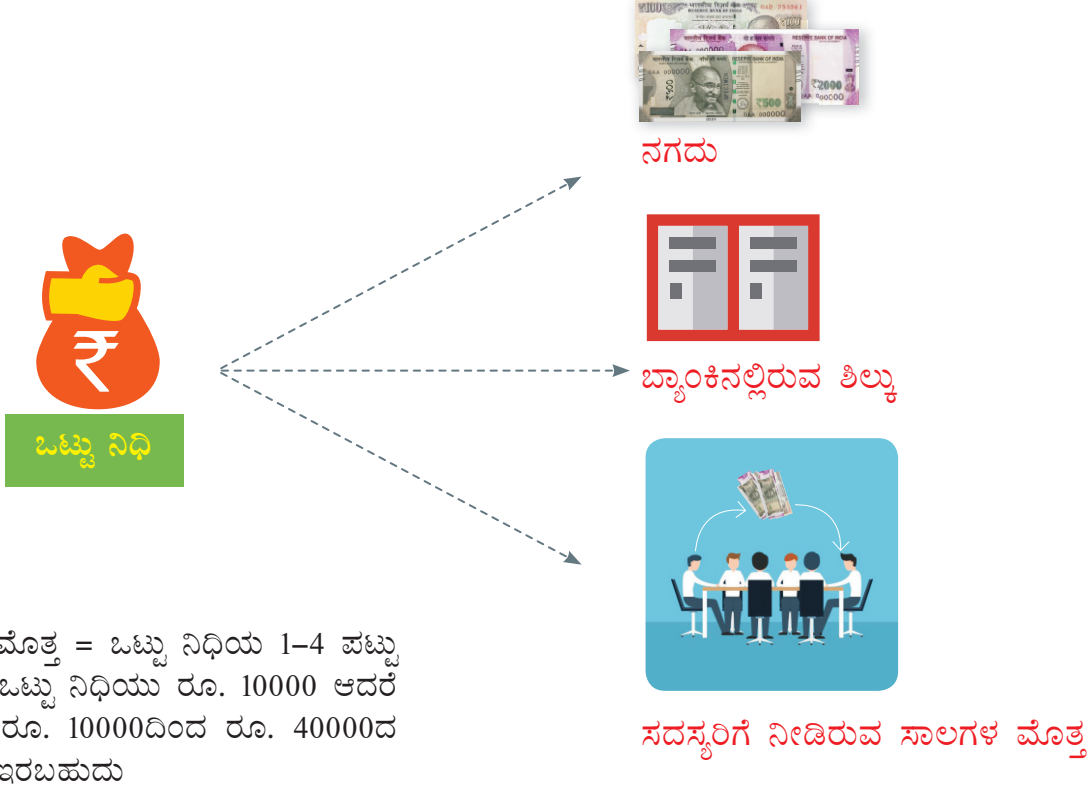 ನಗದು
ಬ್ಯಾಂಕಿನಲ್ಲಿರುವ ಶಿಲ್ಕು
ಒಟ್ಟು ನಿಧಿ
₹
ಸದಸ್ಯರಿಗೆ ನೀಡಿರುವ ಸಾಲಗಳ ಮೊತ್ತ
ಮೊತ್ತ = ಒಟ್ಟು ನಿಧಿಯ 1–4 ಪಟ್ಟು
ಒಟ್ಟು ನಿಧಿಯು ರೂ. 10000 ಆದರೆ
ರೂ. 10000ದಿಂದ ರೂ. 40000ದ
ಇರಬಹುದು